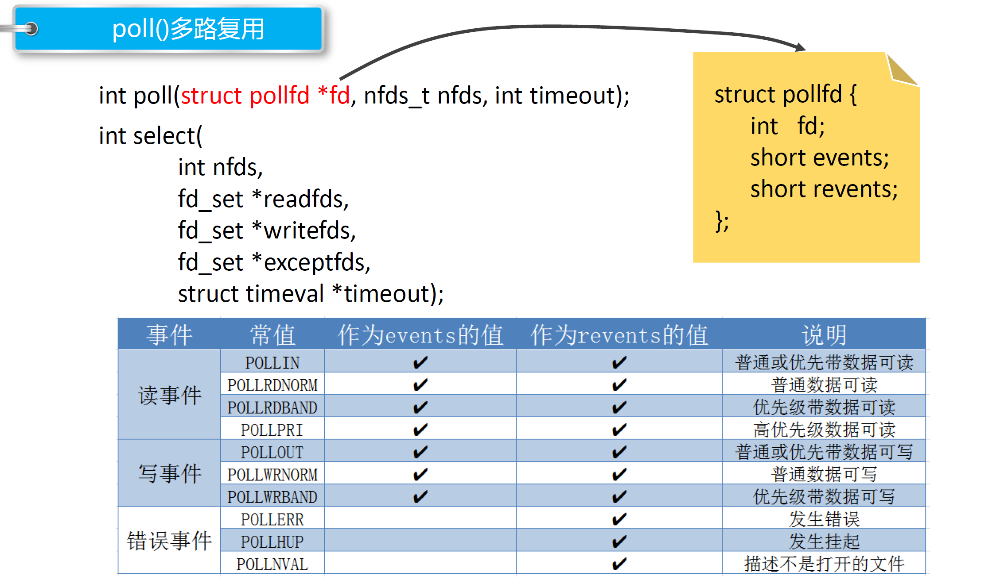 poll()多路复用
int poll(struct pollfd *fd, nfds_t nfds, int timeout);
int select(
int nfds,
fd_set *readfds,
fd_set *writefds,
fd_set *exceptfds,
struct timeval *timeout);
struct pollfd {
int fd;
short events;
short revents;
};
事件 常值 作为events的值 作为revents的值 说明
读事件
POLLIN ✔ ✔ 普通或优先带数据可读
POLLRDNORM ✔ ✔ 普通数据可读
POLLRDBAND ✔ ✔ 优先级带数据可读
POLLPRI ✔ ✔ 高优先级数据可读
写事件
POLLOUT ✔ ✔ 普通或优先带数据可写
POLLWRNORM ✔ ✔ 普通数据可写
POLLWRBAND ✔ ✔ 优先级带数据可写
错误事件
POLLERR ✔ 发生错误
POLLHUP ✔ 发生挂起
POLLNVAL ✔ 描述不是打开的文件